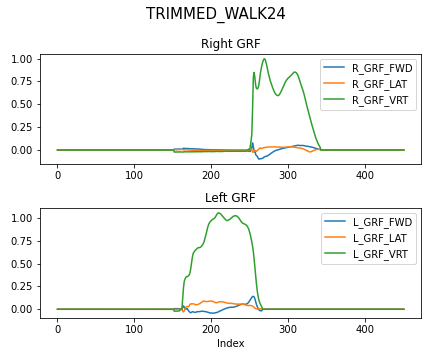 TRIMMED_WALK24
Right GRF
1.00
0.75
0.50
0.25
0.00
R_GRF_FWD
R_GRF_LAT
R_GRF_VRT
0 100 200 300 400
Left GRF
1.00
0.75
0.50
0.25
0.00
L_GRF_FWD
L_GRF_LAT
L_GRF_VRT
0 100 200 300 400
Index